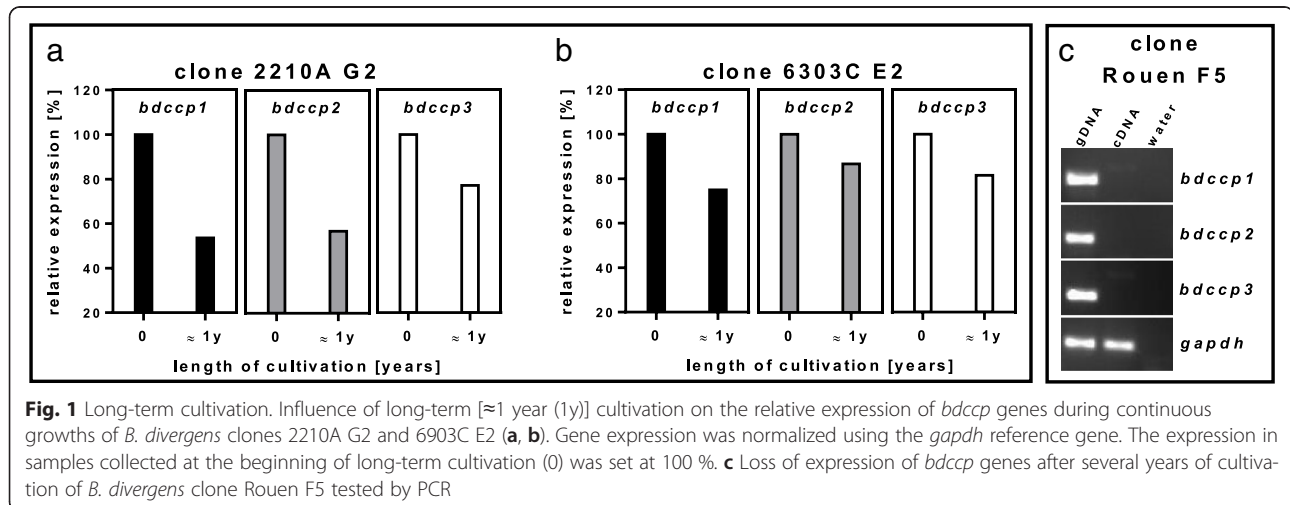 a
clone 2210A G2
relative expression [%]
120
100
80
60
40
20
bdccp1
bdccp2
bdccp3
0
≈ 1y
0
≈ 1y
0
≈ 1y
length of cultivation [years]
b
clone 6303C E2
relative expression [%]
120
100
80
60
40
20
bdccp1
bdccp2
bdccp3
0
≈ 1y
0
≈ 1y
0
≈ 1y
length of cultivation [years]
c
clone
Rouen F5
gDNA
cDNA
water
bdccp1
bdccp2
bdccp3
gapdh
Fig. 1 Long-term cultivation. Influence of long-term [≈1 year (1y)] cultivation on the relative expression of bdccp genes during continuous
growths of B. divergens clones 2210A G2 and 6903C E2 (a, b). Gene expression was normalized using the gapdh reference gene. The expression in
samples collected at the beginning of long-term cultivation (0) was set at 100 %. c Loss of expression of bdccp genes after several years of cultiva-
tion of B. divergens clone Rouen F5 tested by PCR